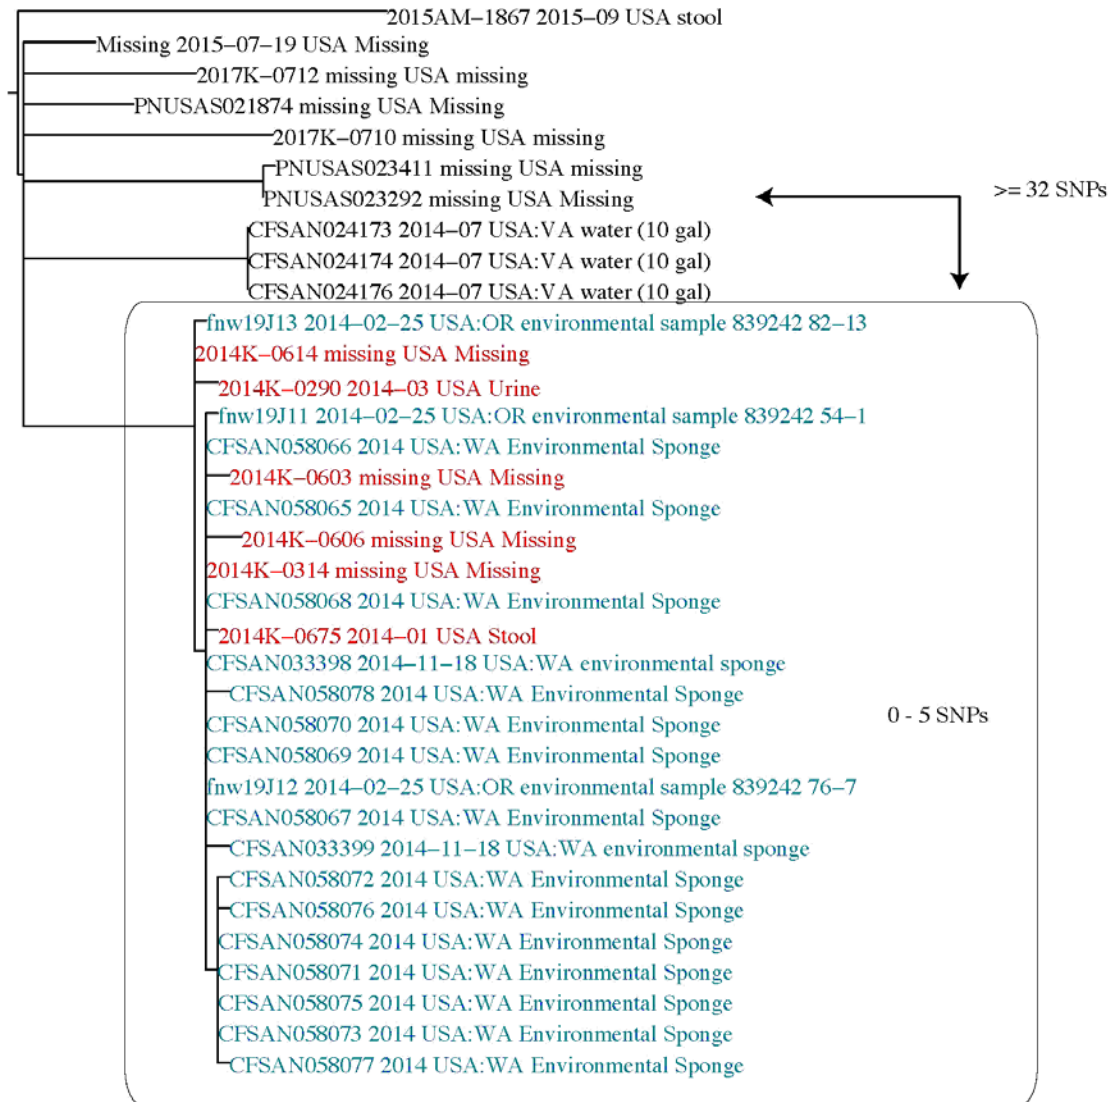 2015AM–1867 2015–09 USA stool
Missing 2015–07–19 USA Missing
2017K–0712 missing USA missing
PNUSAS021874 missing USA Missing
2017K–0710 missing USA missing
PNUSAS023411 missing USA missing
PNUSAS023292 missing USA Missing
>= 32 SNPs
CFSAN024173 2014–07 USA:VA water (10 gal)
CFSAN024174 2014–07 USA:VA water (10 gal)
CFSAN024176 2014–07 USA:VA water (10 gal)
fnw19J13 2014–02–25 USA:OR environmental sample 839242 82–13
2014K–0614 missing USA Missing
2014K–0290 2014–03 USA Urine
fnw19J11 2014–02–25 USA:OR environmental sample 839242 54–1
CFSAN058066 2014 USA:WA Environmental Sponge
2014K–0603 missing USA Missing
CFSAN058065 2014 USA:WA Environmental Sponge
2014K–0606 missing USA Missing
2014K–0314 missing USA Missing
CFSAN058068 2014 USA:WA Environmental Sponge
2014K–0675 2014–01 USA Stool
CFSAN033398 2014–11–18 USA:WA environmental sponge
CFSAN058078 2014 USA:WA Environmental Sponge
0 - 5 SNPs
CFSAN058070 2014 USA:WA Environmental Sponge
CFSAN058069 2014 USA:WA Environmental Sponge
fnw19J12 2014–02–25 USA:OR environmental sample 839242 76–7
CFSAN058067 2014 USA:WA Environmental Sponge
CFSAN033399 2014–11–18 USA:WA environmental sponge
CFSAN058072 2014 USA:WA Environmental Sponge
CFSAN058076 2014 USA:WA Environmental Sponge
CFSAN058074 2014 USA:WA Environmental Sponge
CFSAN058071 2014 USA:WA Environmental Sponge
CFSAN058075 2014 USA:WA Environmental Sponge
CFSAN058073 2014 USA:WA Environmental Sponge
CFSAN058077 2014 USA:WA Environmental Sponge